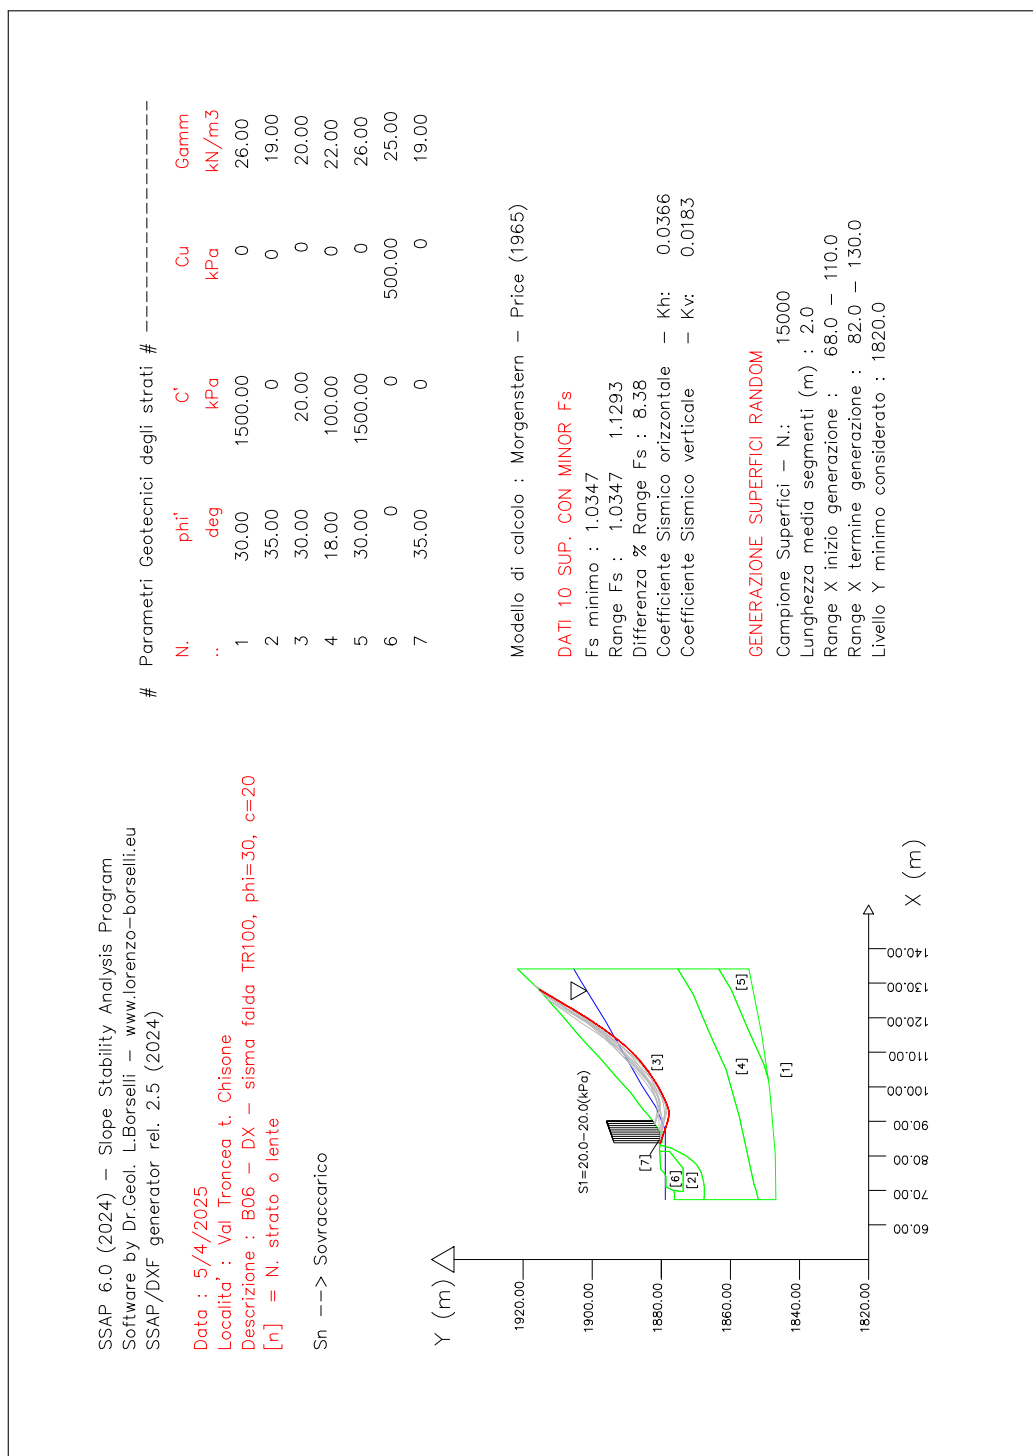 SSAP 6.0 (2024) - Slope Stability Analysis Program
Software by Dr.Geol. L.Borselli - www.lorenzo-borselli.eu
SSAP/DXF generator rel. 2.5 (2024)
Data : 5/4/2025
Localita' : Val Troncea t. Chisone
Descrizione : B06 - DX - sisma falda TR100, phi=30, c=20
[n] = N. strato o lente
Sn --> Sovraccarico
Y (m)
1920.00
1900.00
1880.00
1860.00
1840.00
1820.00
S1=20.0-20.0(kPa)
[7]
[6]
[2]
[3]
[4]
[1]
[5]
60.00
70.00
80.00
90.00
100.00
110.00
120.00
130.00
140.00
X (m)
# Parametri Geotecnici degli strati # -----------------------
N. phi' C' Cu Gamm
.. deg kPa kPa kN/m3
1 30.00 1500.00 0 26.00
2 35.00 0 0 19.00
3 30.00 20.00 0 20.00
4 18.00 100.00 0 22.00
5 30.00 1500.00 0 26.00
6 0 0 500.00 25.00
7 35.00 0 0 19.00
Modello di calcolo : Morgenstern - Price (1965)
DATI 10 SUP. CON MINOR Fs
Fs minimo : 1.0347
Range Fs : 1.0347 1.1293
Differenza % Range Fs : 8.38
Coefficiente Sismico orizzontale - Kh: 0.0366
Coefficiente Sismico verticale - Kv: 0.0183
GENERAZIONE SUPERFICI RANDOM
Campione Superfici - N.: 15000
Lunghezza media segmenti (m) : 2.0
Range X inizio generazione : 68.0 - 110.0
Range X termine generazione : 82.0 - 130.0
Livello Y minimo considerato : 1820.0